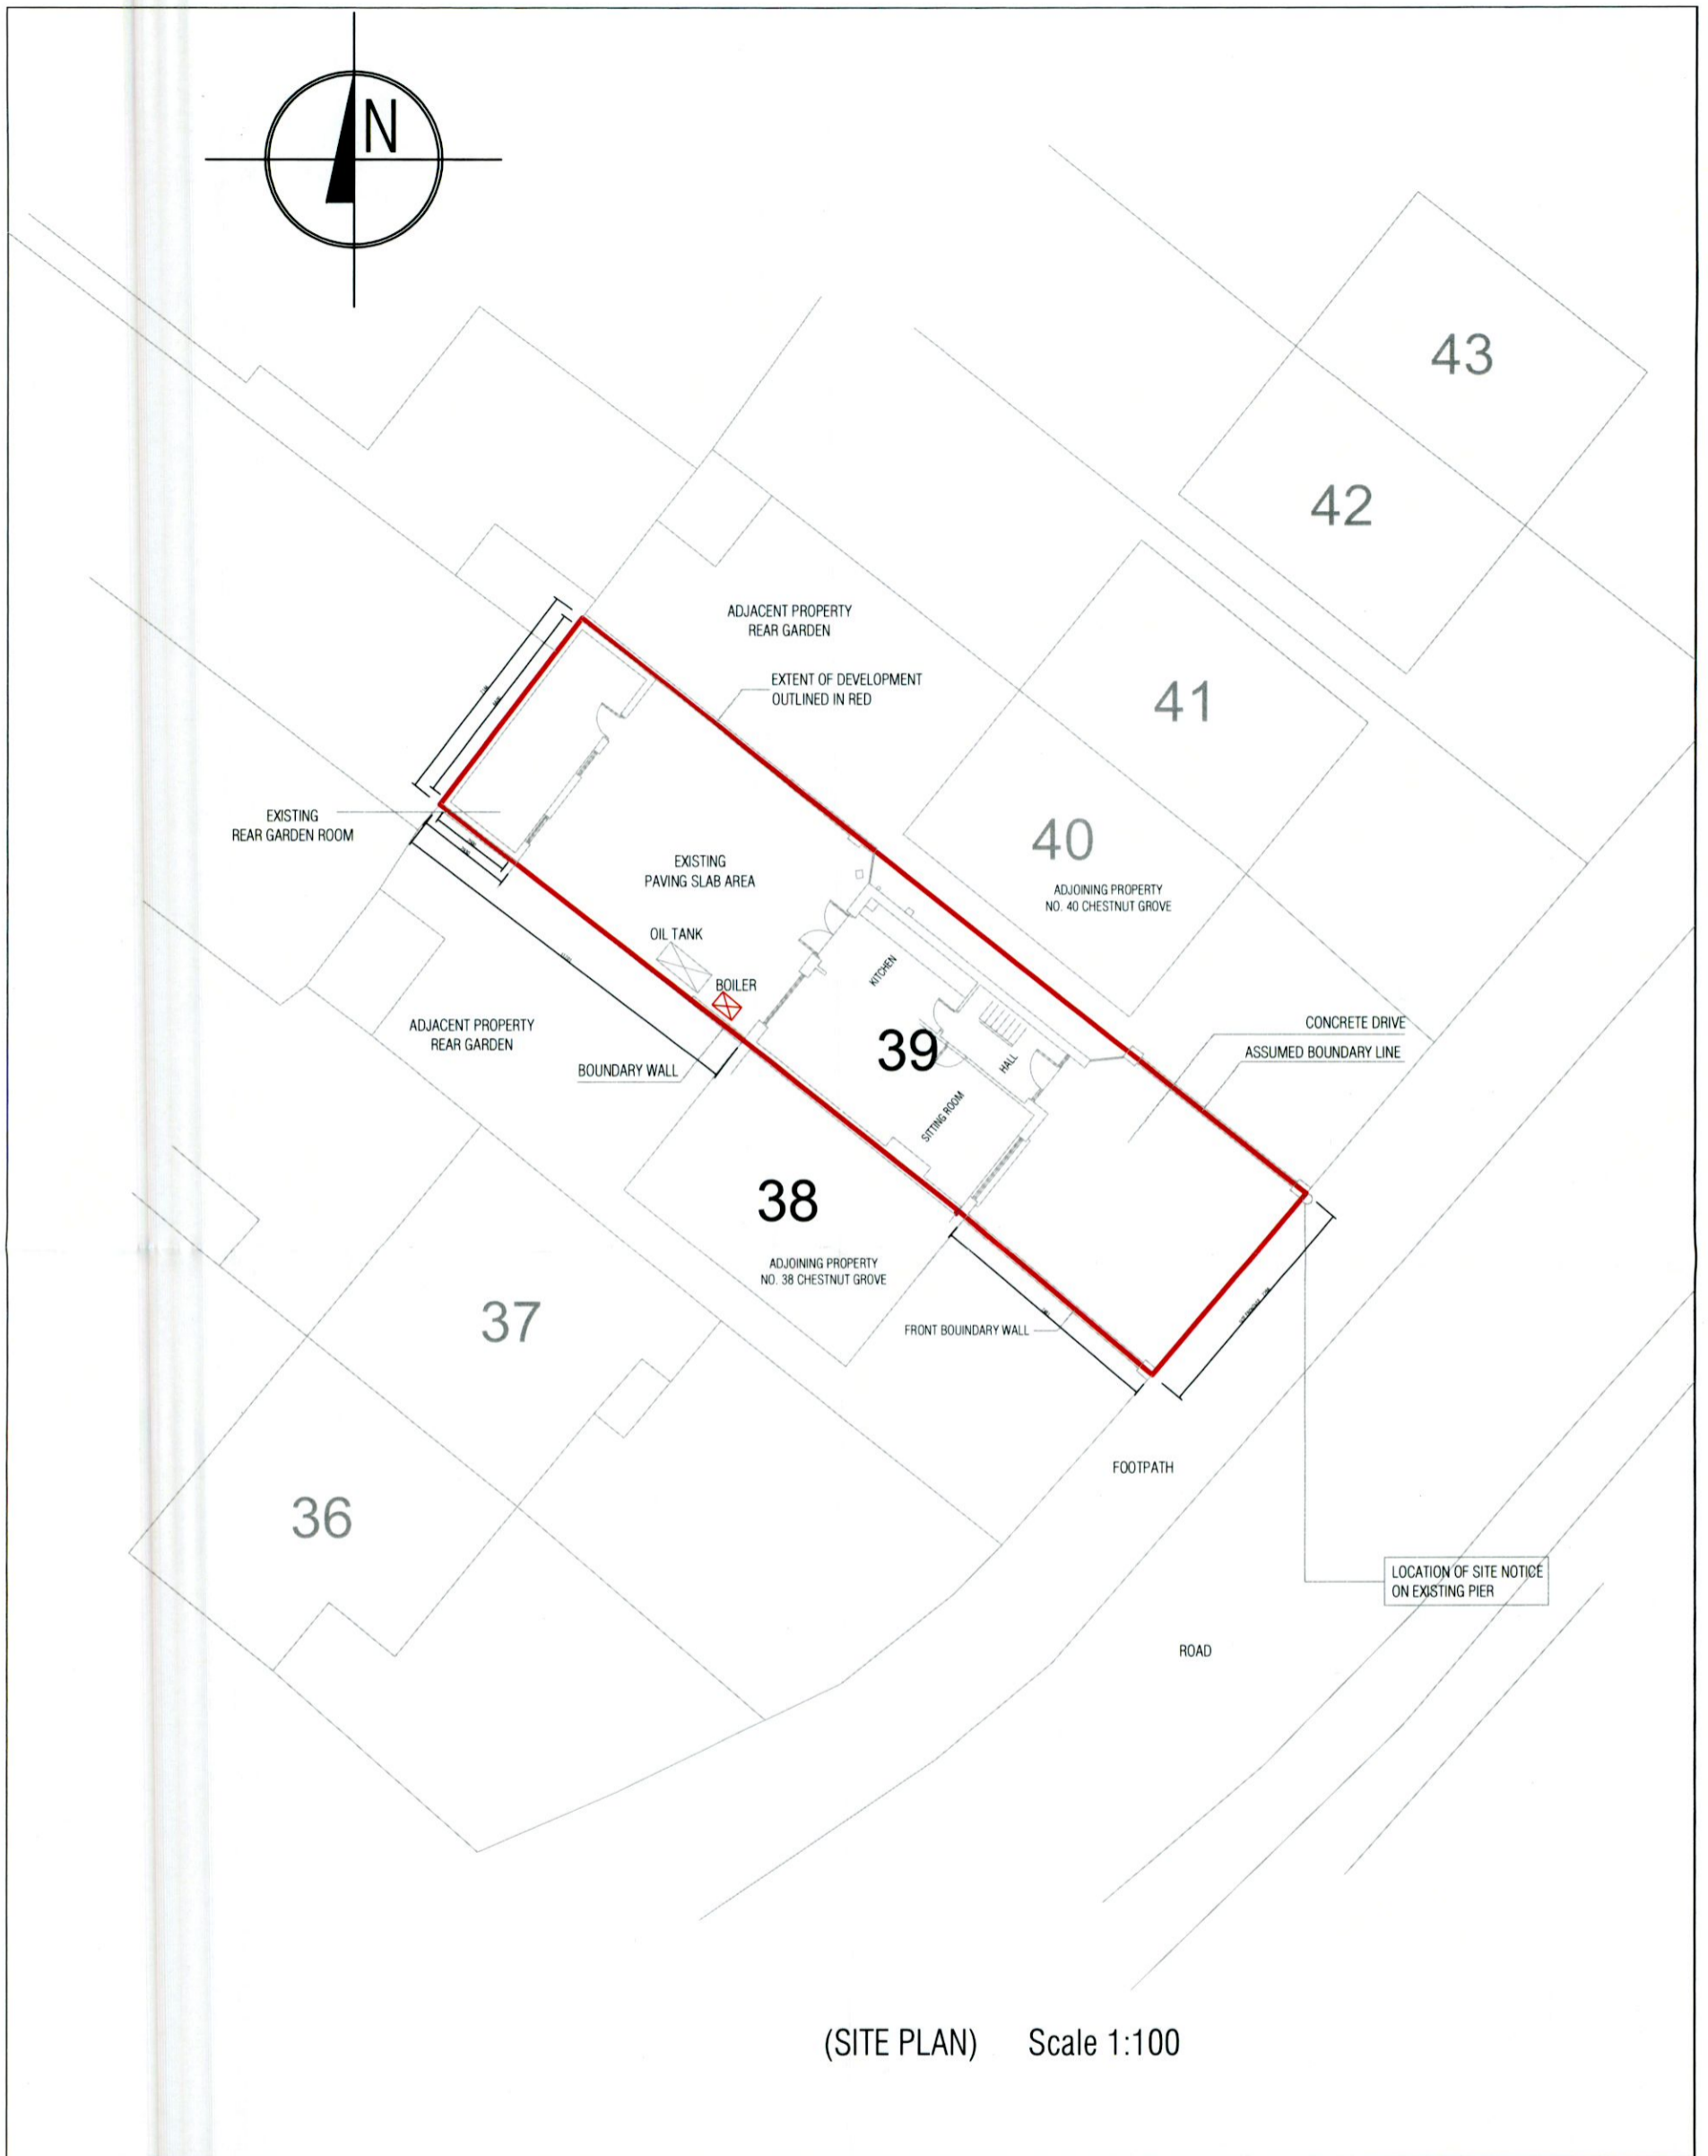 N
43
42
ADJACENT PROPERTY
REAR GARDEN
EXTENT OF DEVELOPMENT
OUTLINED IN RED
41
EXISTING
REAR GARDEN ROOM
40
ADJOINING PROPERTY
NO. 40 CHESTNUT GROVE
EXISTING
PAVING SLAB AREA
OIL TANK
BOILER
KITCHEN
39
HALL
SITTING ROOM
CONCRETE DRIVE
ASSUMED BOUNDARY LINE
ADJACENT PROPERTY
REAR GARDEN
BOUNDARY WALL
38
ADJOINING PROPERTY
NO. 38 CHESTNUT GROVE
37
FRONT BOUINDARY WALL
FOOTPATH
36
LOCATION OF SITE NOTICE
ON EXISTING PIER
ROAD
(SITE PLAN) Scale 1:100